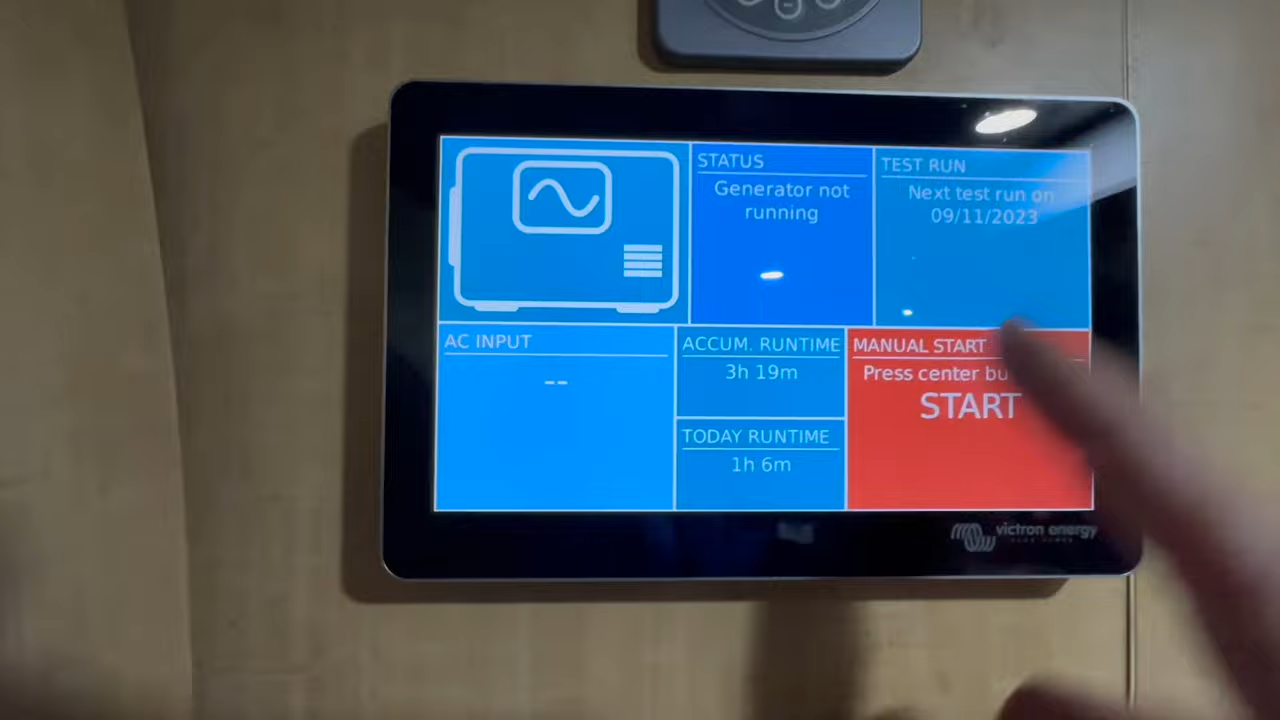 STATUS
Generator not
running
TEST RUN
Next test run on
09/11/2023
AC INPUT
--
ACCUM. RUNTIME
3h 19m
TODAY RUNTIME
1h 6m
MANUAL START
Press center
START
victron energy